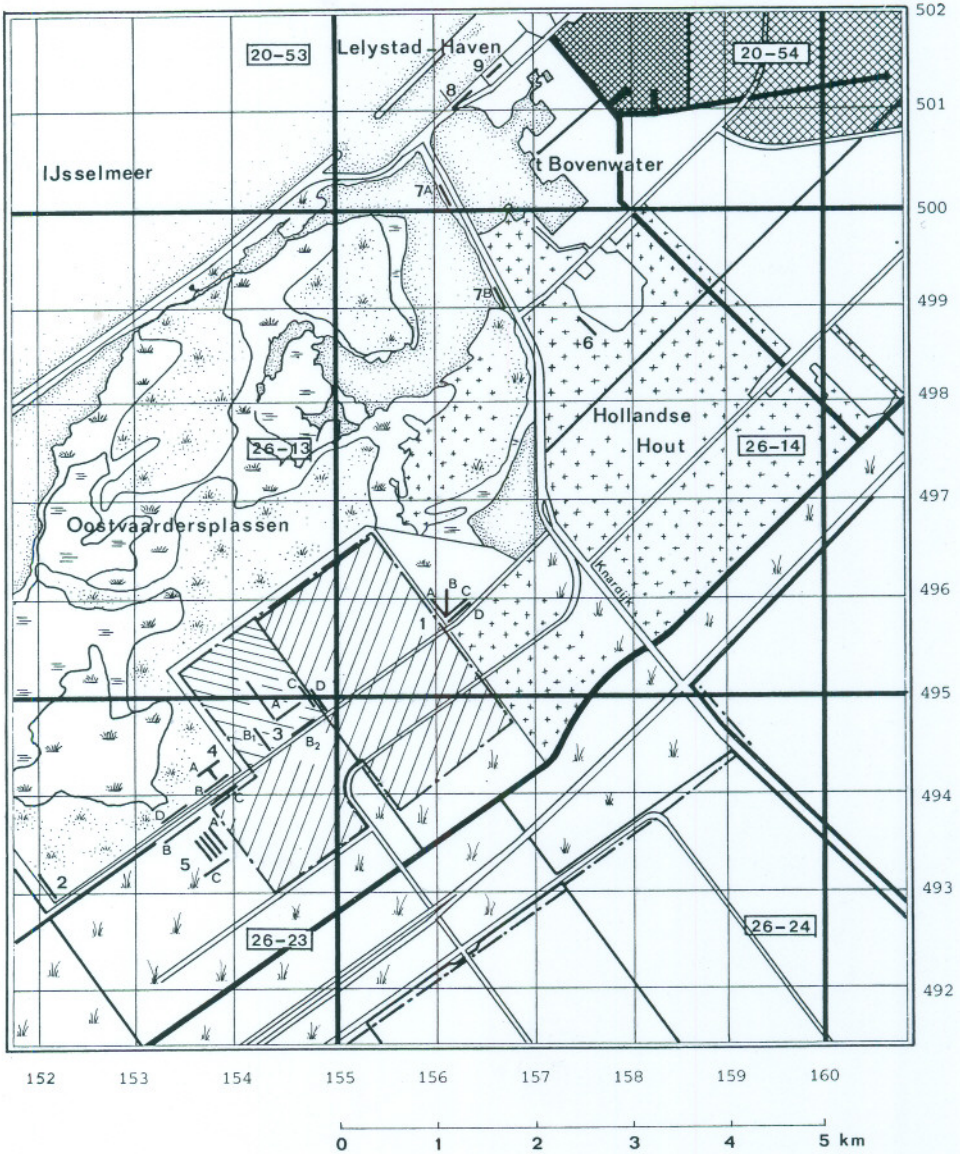 502
20-53
Lelystad-Haven
20-54
9
8
501
IJsselmeer
't Bovenwater
7A
500
7B
499
6
498
Hollandse
Hout
26-13
26-14
497
Oostvaardersplassen
Knardijk
496
A B C
D
1
C D
495
A
B1 3 B2
4
A
B C
494
D
A
B
5
C
2
493
26-23
26-24
492
152 153 154 155 156 157 158 159 160
0 1 2 3 4 5 km